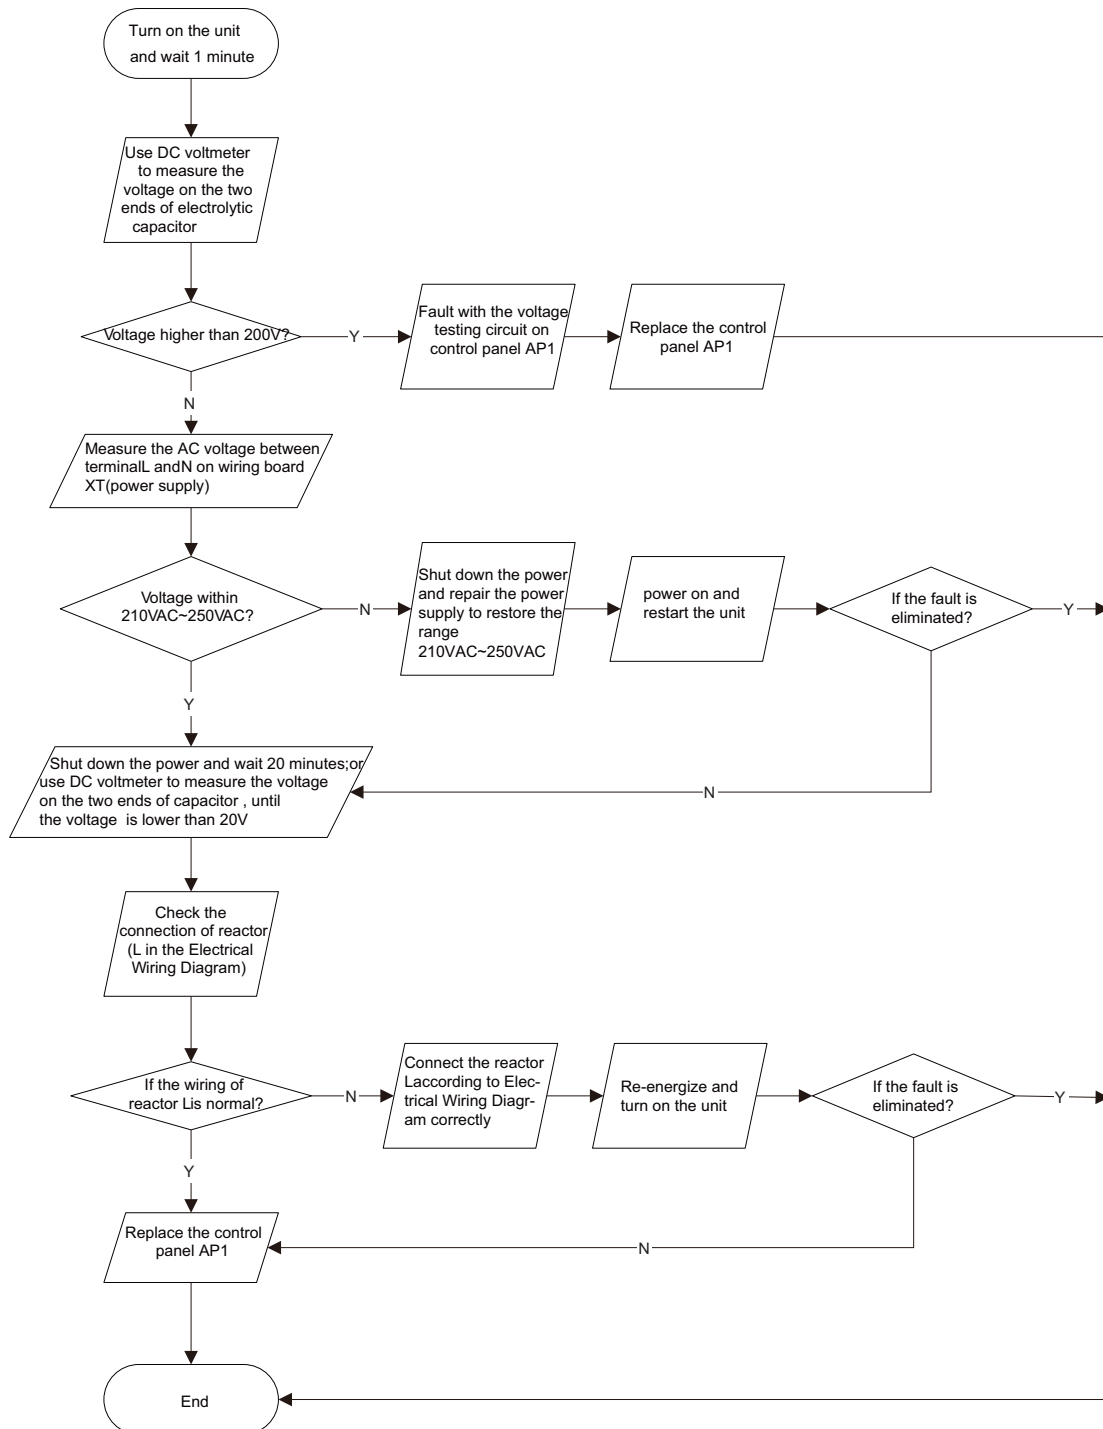 Turn on the unit
and wait 1 minute
Use DC voltmeter
to measure the
voltage on the two
ends of electrolytic
capacitor
Voltage higher than 200V?
Y
Fault with the voltage
testing circuit on
control panel AP1
Replace the control
panel AP1
N
Measure the AC voltage between
terminalL andN on wiring board
XT(power supply)
Voltage within
210VAC~250VAC?
N
Shut down the power
and repair the power
supply to restore the
range
210VAC~250VAC
power on and
restart the unit
If the fault is
eliminated?
Y
Y
N
Shut down the power and wait 20 minutes;or
use DC voltmeter to measure the voltage
on the two ends of capacitor , until
the voltage  is lower than 20V
Check the
connection of reactor
(L in the Electrical
Wiring Diagram)
If the wiring of
reactor Lis normal?
N
Connect the reactor
Laccording to Elec-
trical Wiring Diagr-
am correctly
Re-energize and
turn on the unit
If the fault is
eliminated?
Y
Y
N
Replace the control
panel AP1
End